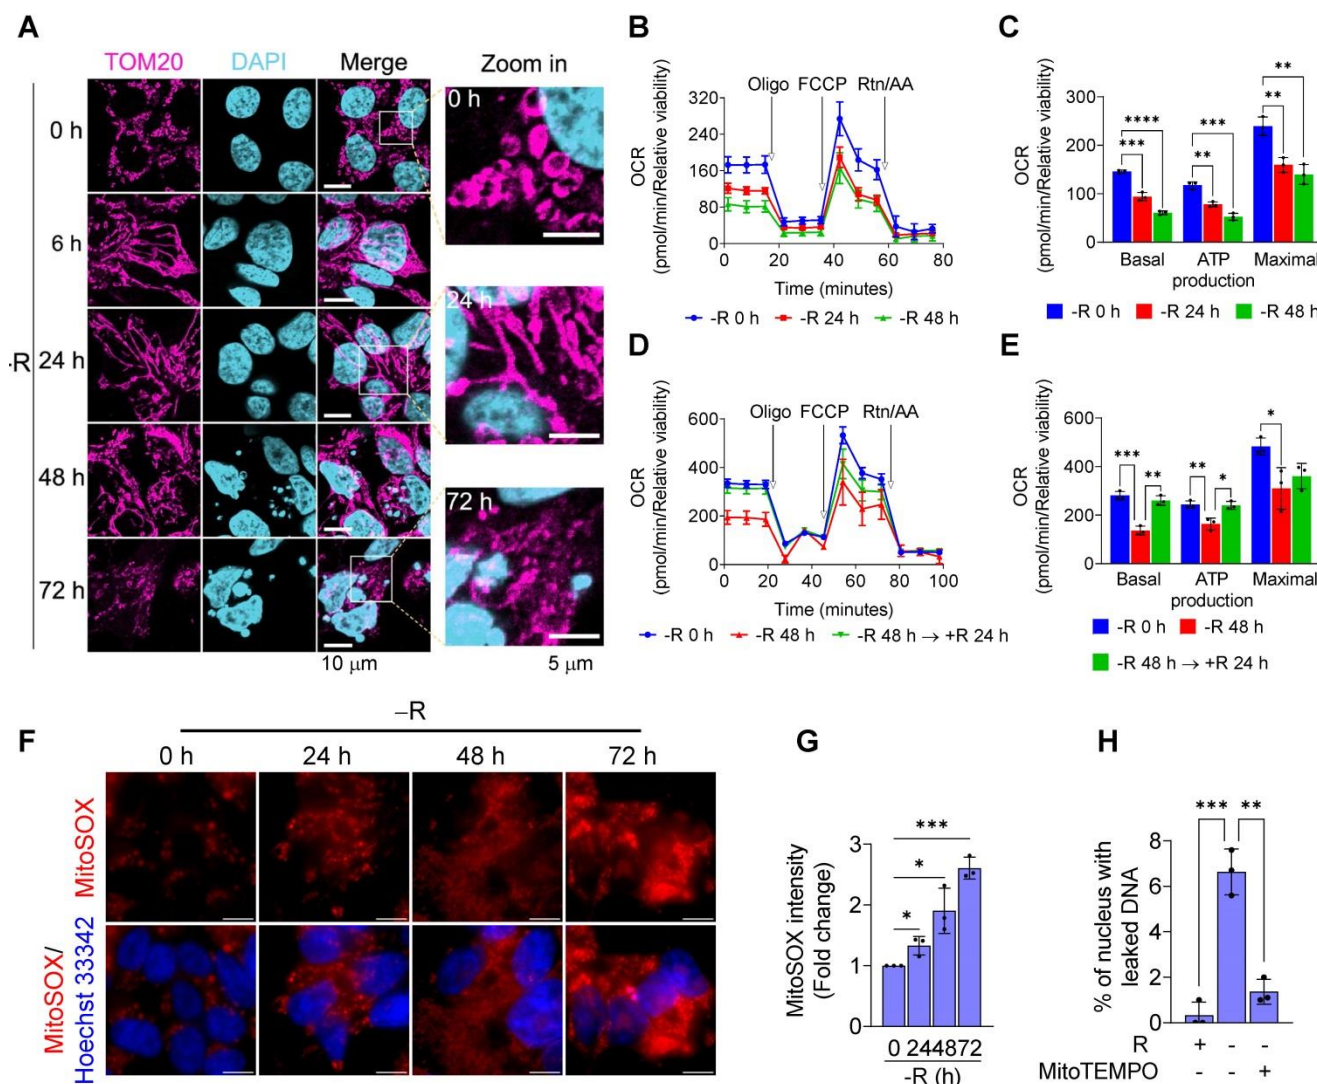 A
TOM20 DAPI Merge Zoom in
-R
0 h
6 h
24 h
48 h
72 h
0 h
24 h
72 h
10 μm
5 μm
B
Oligo FCCP Rtn/AA
OCR
(pmol/min/Relative viability)
320
240
160
80
0
0 20 40 60 80
Time (minutes)
-R 0 h -R 24 h -R 48 h
C
OCR
(pmol/min/Relative viability)
300
200
100
0
**** *** *** ** ** **
Basal ATP Maximal
production
-R 0 h -R 24 h -R 48 h
D
Oligo FCCP Rtn/AA
OCR
(pmol/min/Relative viability)
600
400
200
0
0 20 40 60 80 100
Time (minutes)
-R 0 h -R 48 h -R 48 h → +R 24 h
E
OCR
(pmol/min/Relative viability)
600
400
200
0
*** ** ** * *
Basal ATP Maximal
production
-R 0 h -R 48 h
-R 48 h → +R 24 h
F
–R
0 h 24 h 48 h 72 h
MitoSOX
MitoSOX/
Hoechst 33342
G
MitoSOX intensity
(Fold change)
3
2
1
0
***
*
*
0 244872
-R (h)
H
% of nucleus with
leaked DNA
8
6
4
2
0
*** **
R + - -
MitoTEMPO - - +